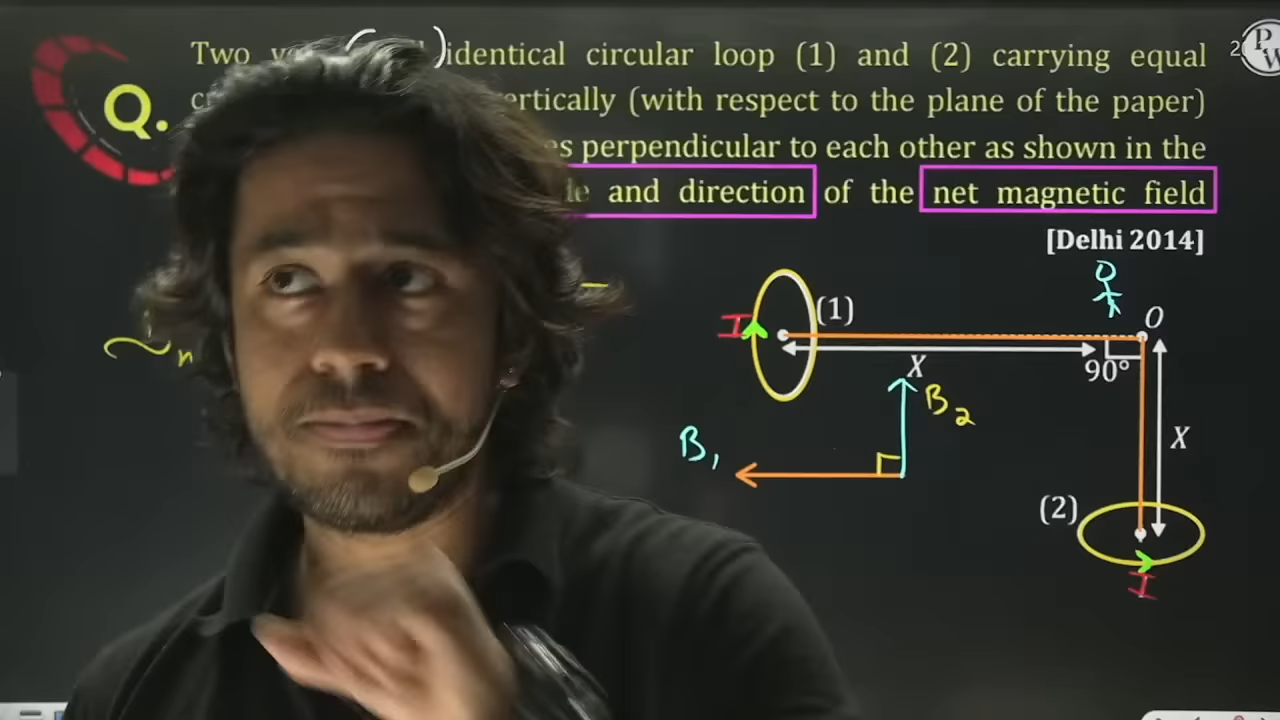 Two identical circular loop (1) and (2) carrying equal
Q. ertically (with respect to the plane of the paper)
es perpendicular to each other as shown in the
and direction of the net magnetic field
[Delhi 2014]
PW
O
(1)
I
X
90°
B₂
B₁
X
(2)
I